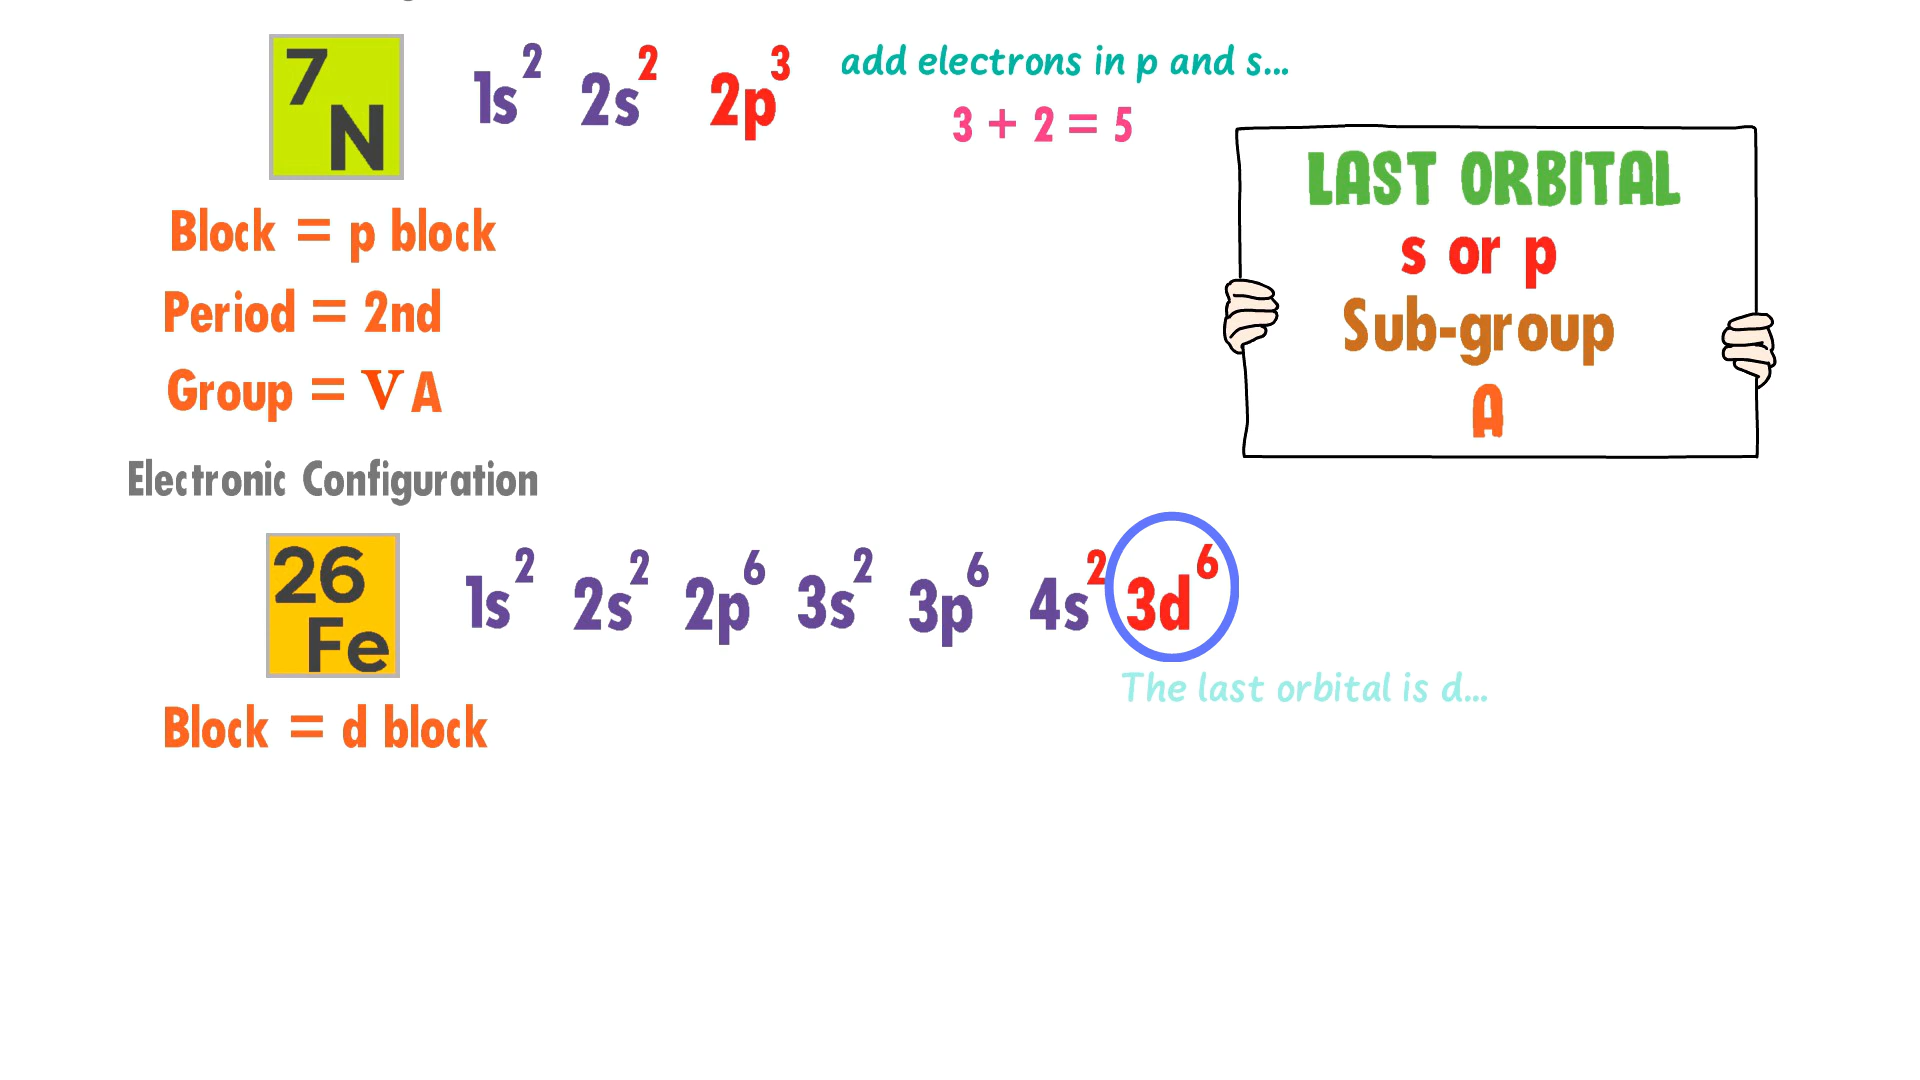 7
N
1s² 2s² 2p³
add electrons in p and s...
3 + 2 = 5
LAST ORBITAL
s or p
Sub-group
A
Block = p block
Period = 2nd
Group = V A
Electronic Configuration
26
Fe
1s² 2s² 2p⁶ 3s² 3p⁶ 4s² 3d⁶
The last orbital is d...
Block = d block